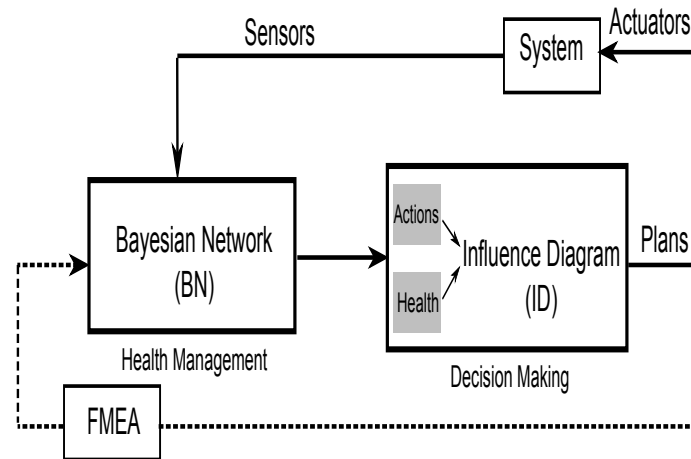 Sensors
Actuators
System
Bayesian Network
(BN)
Actions
Health
Influence Diagram
(ID)
Plans
Health Management
Decision Making
FMEA